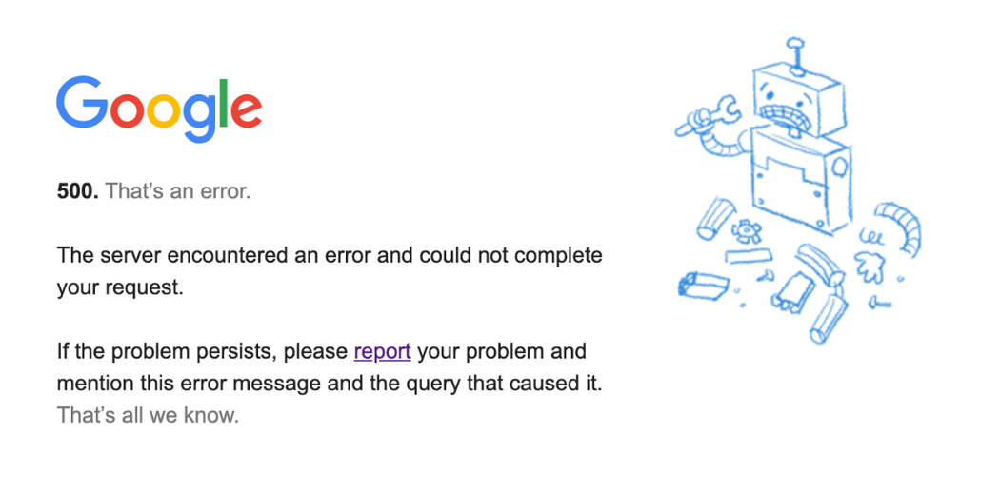 Google
500. That’s an error.
The server encountered an error and could not complete
your request.
If the problem persists, please report your problem and
mention this error message and the query that caused it.
That’s all we know.